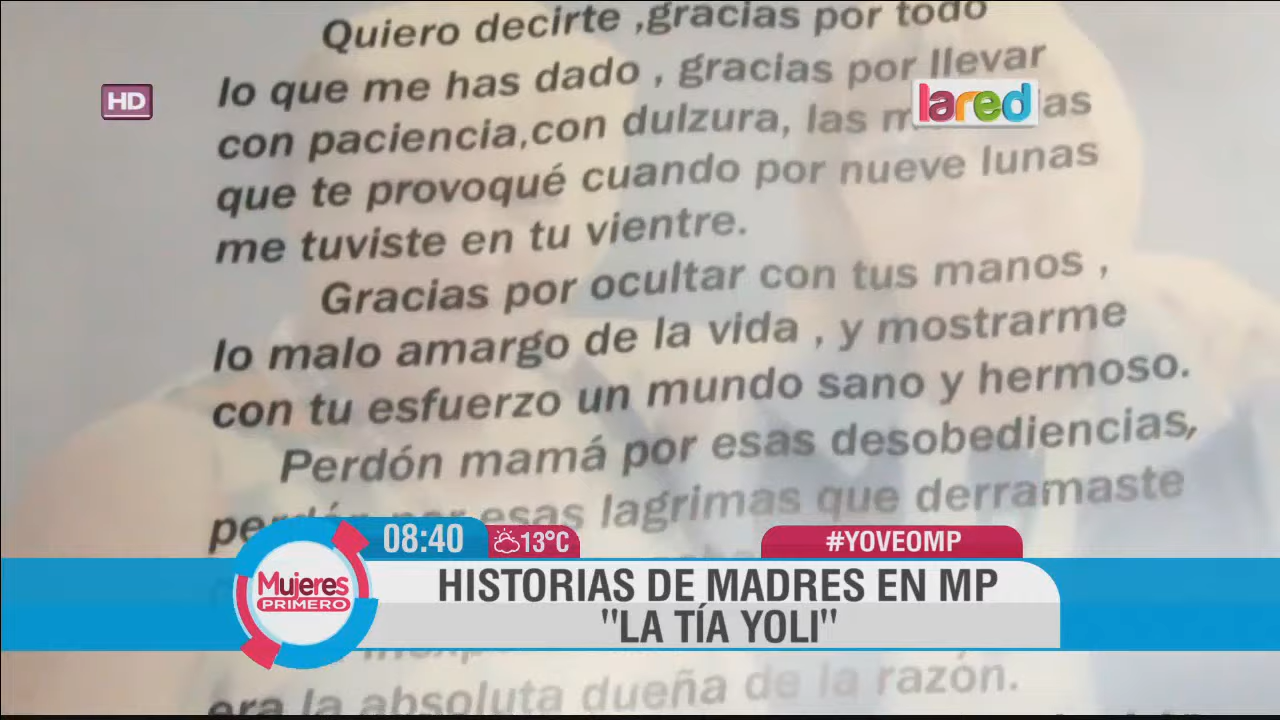 Quiero decirte ,gracias por todo
lo que me has dado , gracias por llevar
con paciencia,con dulzura, las
que te provoqué cuando por nueve lunas
me tuviste en tu vientre.
Gracias por ocultar con tus manos ,
lo malo amargo de la vida , y mostrarme
con tu esfuerzo un mundo sano y hermoso.
Perdón mamá por esas desobediencias,
perdón por esas lagrimas que derramaste
era la absoluta dueña de la razón.
HD
lared
08:40
13°C
#YOVEOMP
Mujeres
PRIMERO
HISTORIAS DE MADRES EN MP
"LA TÍA YOLI"